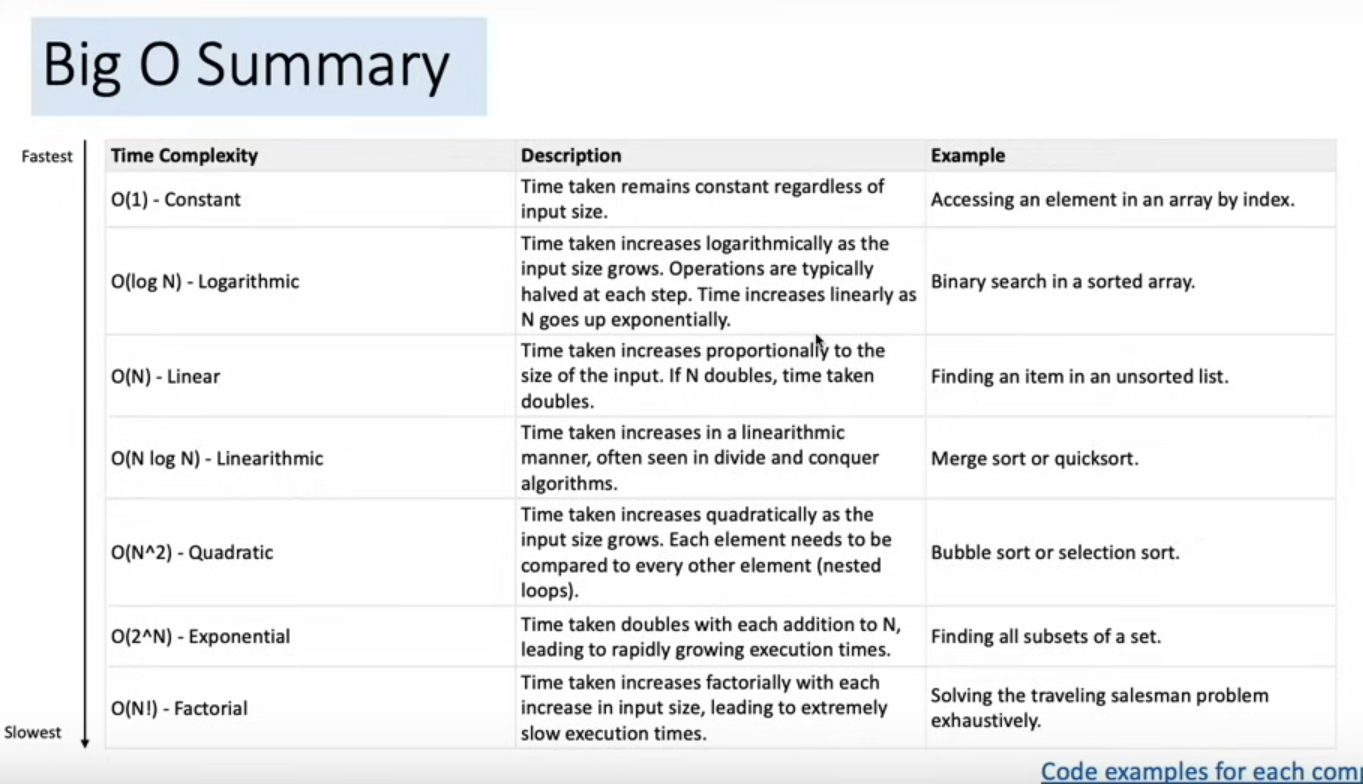 Big O Summary
Fastest
Time Complexity
Description
Example
O(1) - Constant
Time taken remains constant regardless of
input size.
Accessing an element in an array by index.
O(log N) - Logarithmic
Time taken increases logarithmically as the
input size grows. Operations are typically
halved at each step. Time increases linearly as
N goes up exponentially.
Binary search in a sorted array.
O(N) - Linear
Time taken increases proportionally to the
size of the input. If N doubles, time taken
doubles.
Finding an item in an unsorted list.
O(N log N) - Linearithmic
Time taken increases in a linearithmic
manner, often seen in divide and conquer
algorithms.
Merge sort or quicksort.
O(N^2) - Quadratic
Time taken increases quadratically as the
input size grows. Each element needs to be
compared to every other element (nested
loops).
Bubble sort or selection sort.
O(2^N) - Exponential
Time taken doubles with each addition to N,
leading to rapidly growing execution times.
Finding all subsets of a set.
O(N!) - Factorial
Time taken increases factorially with each
increase in input size, leading to extremely
slow execution times.
Solving the traveling salesman problem
exhaustively.
Slowest
Code examples for each